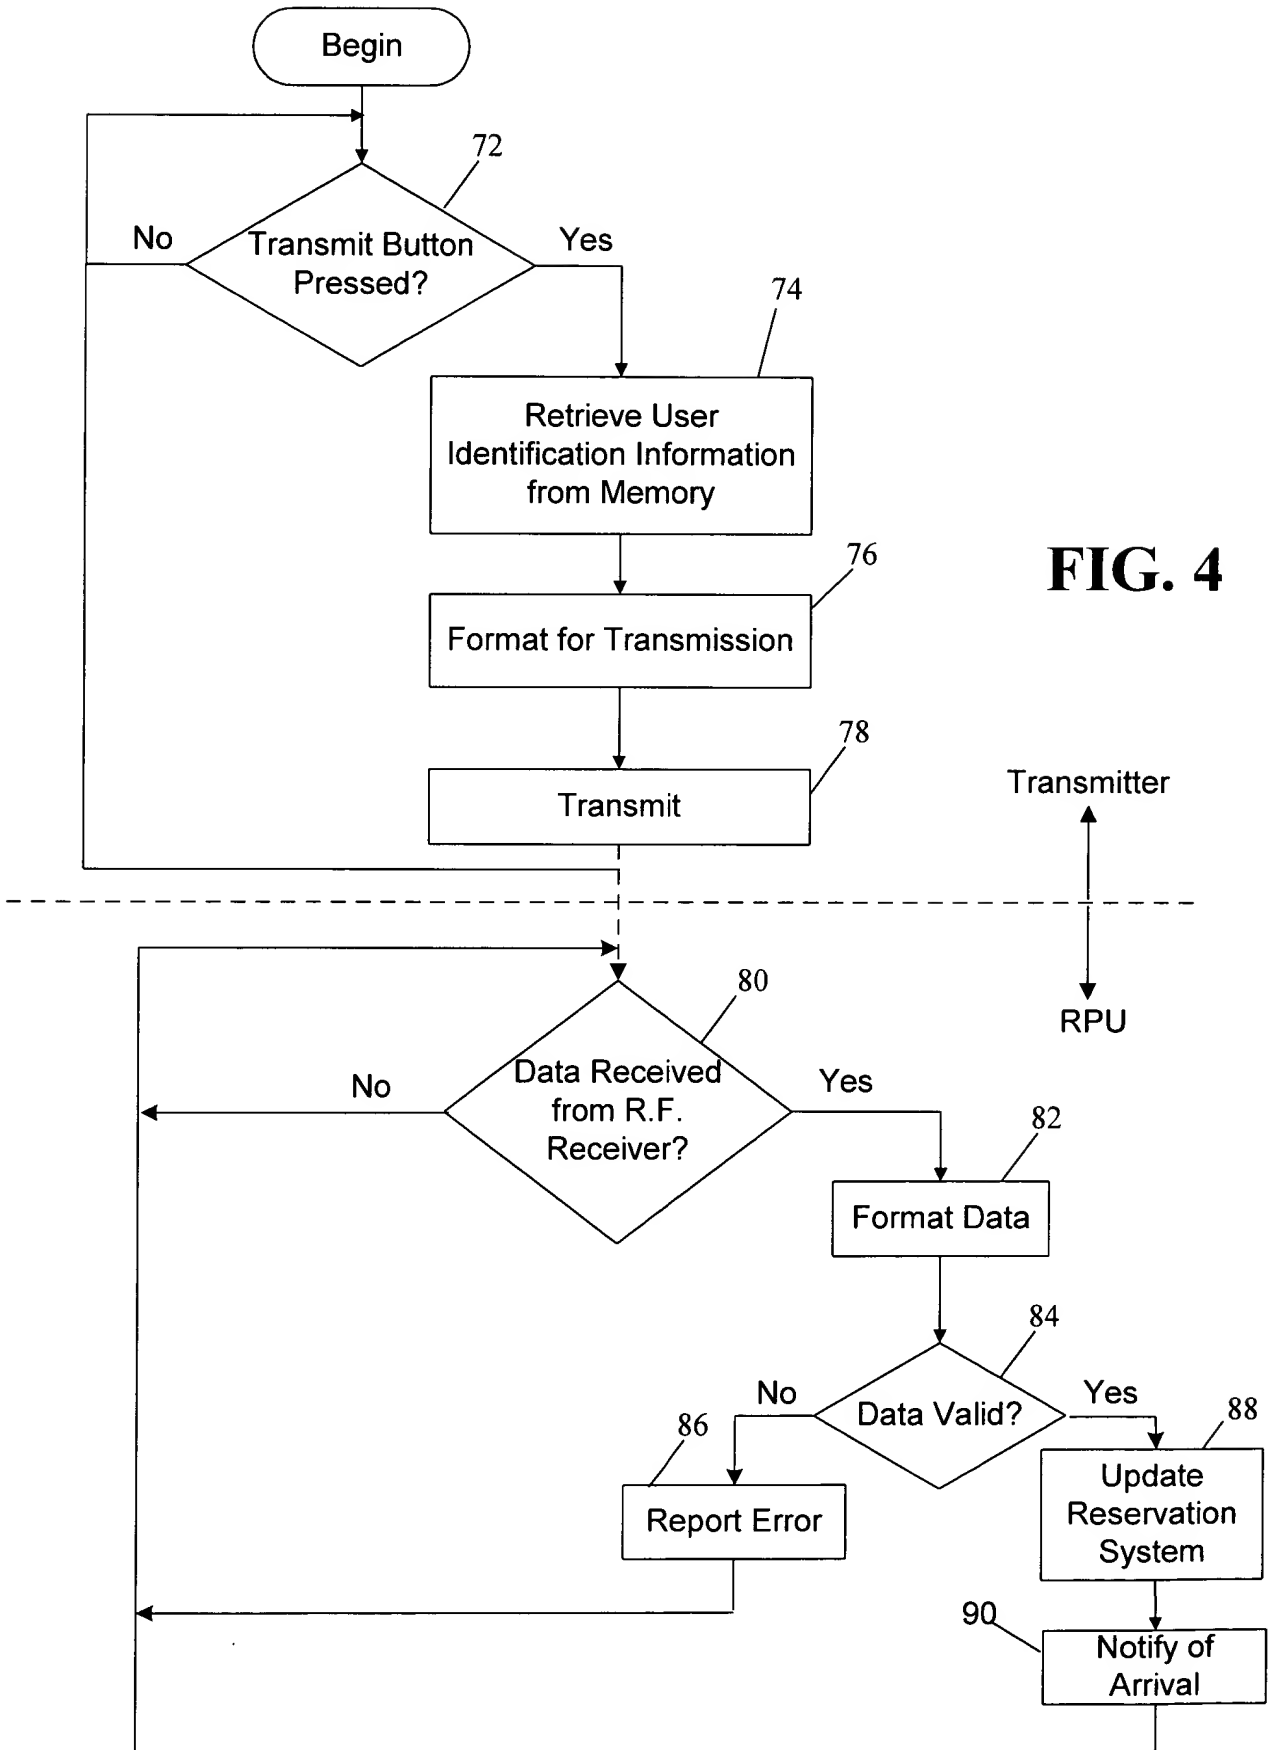 Begin
72
No
Transmit Button
Pressed?
Yes
74
Retrieve User
Identification Information
from Memory
76
FIG. 4
Format for Transmission
78
Transmit
Transmitter
RPU
80
No
Data Received
from R.F.
Receiver?
Yes
82
Format Data
84
No
Data Valid?
Yes
86
88
Report Error
Update
Reservation
System
90
Notify of
Arrival